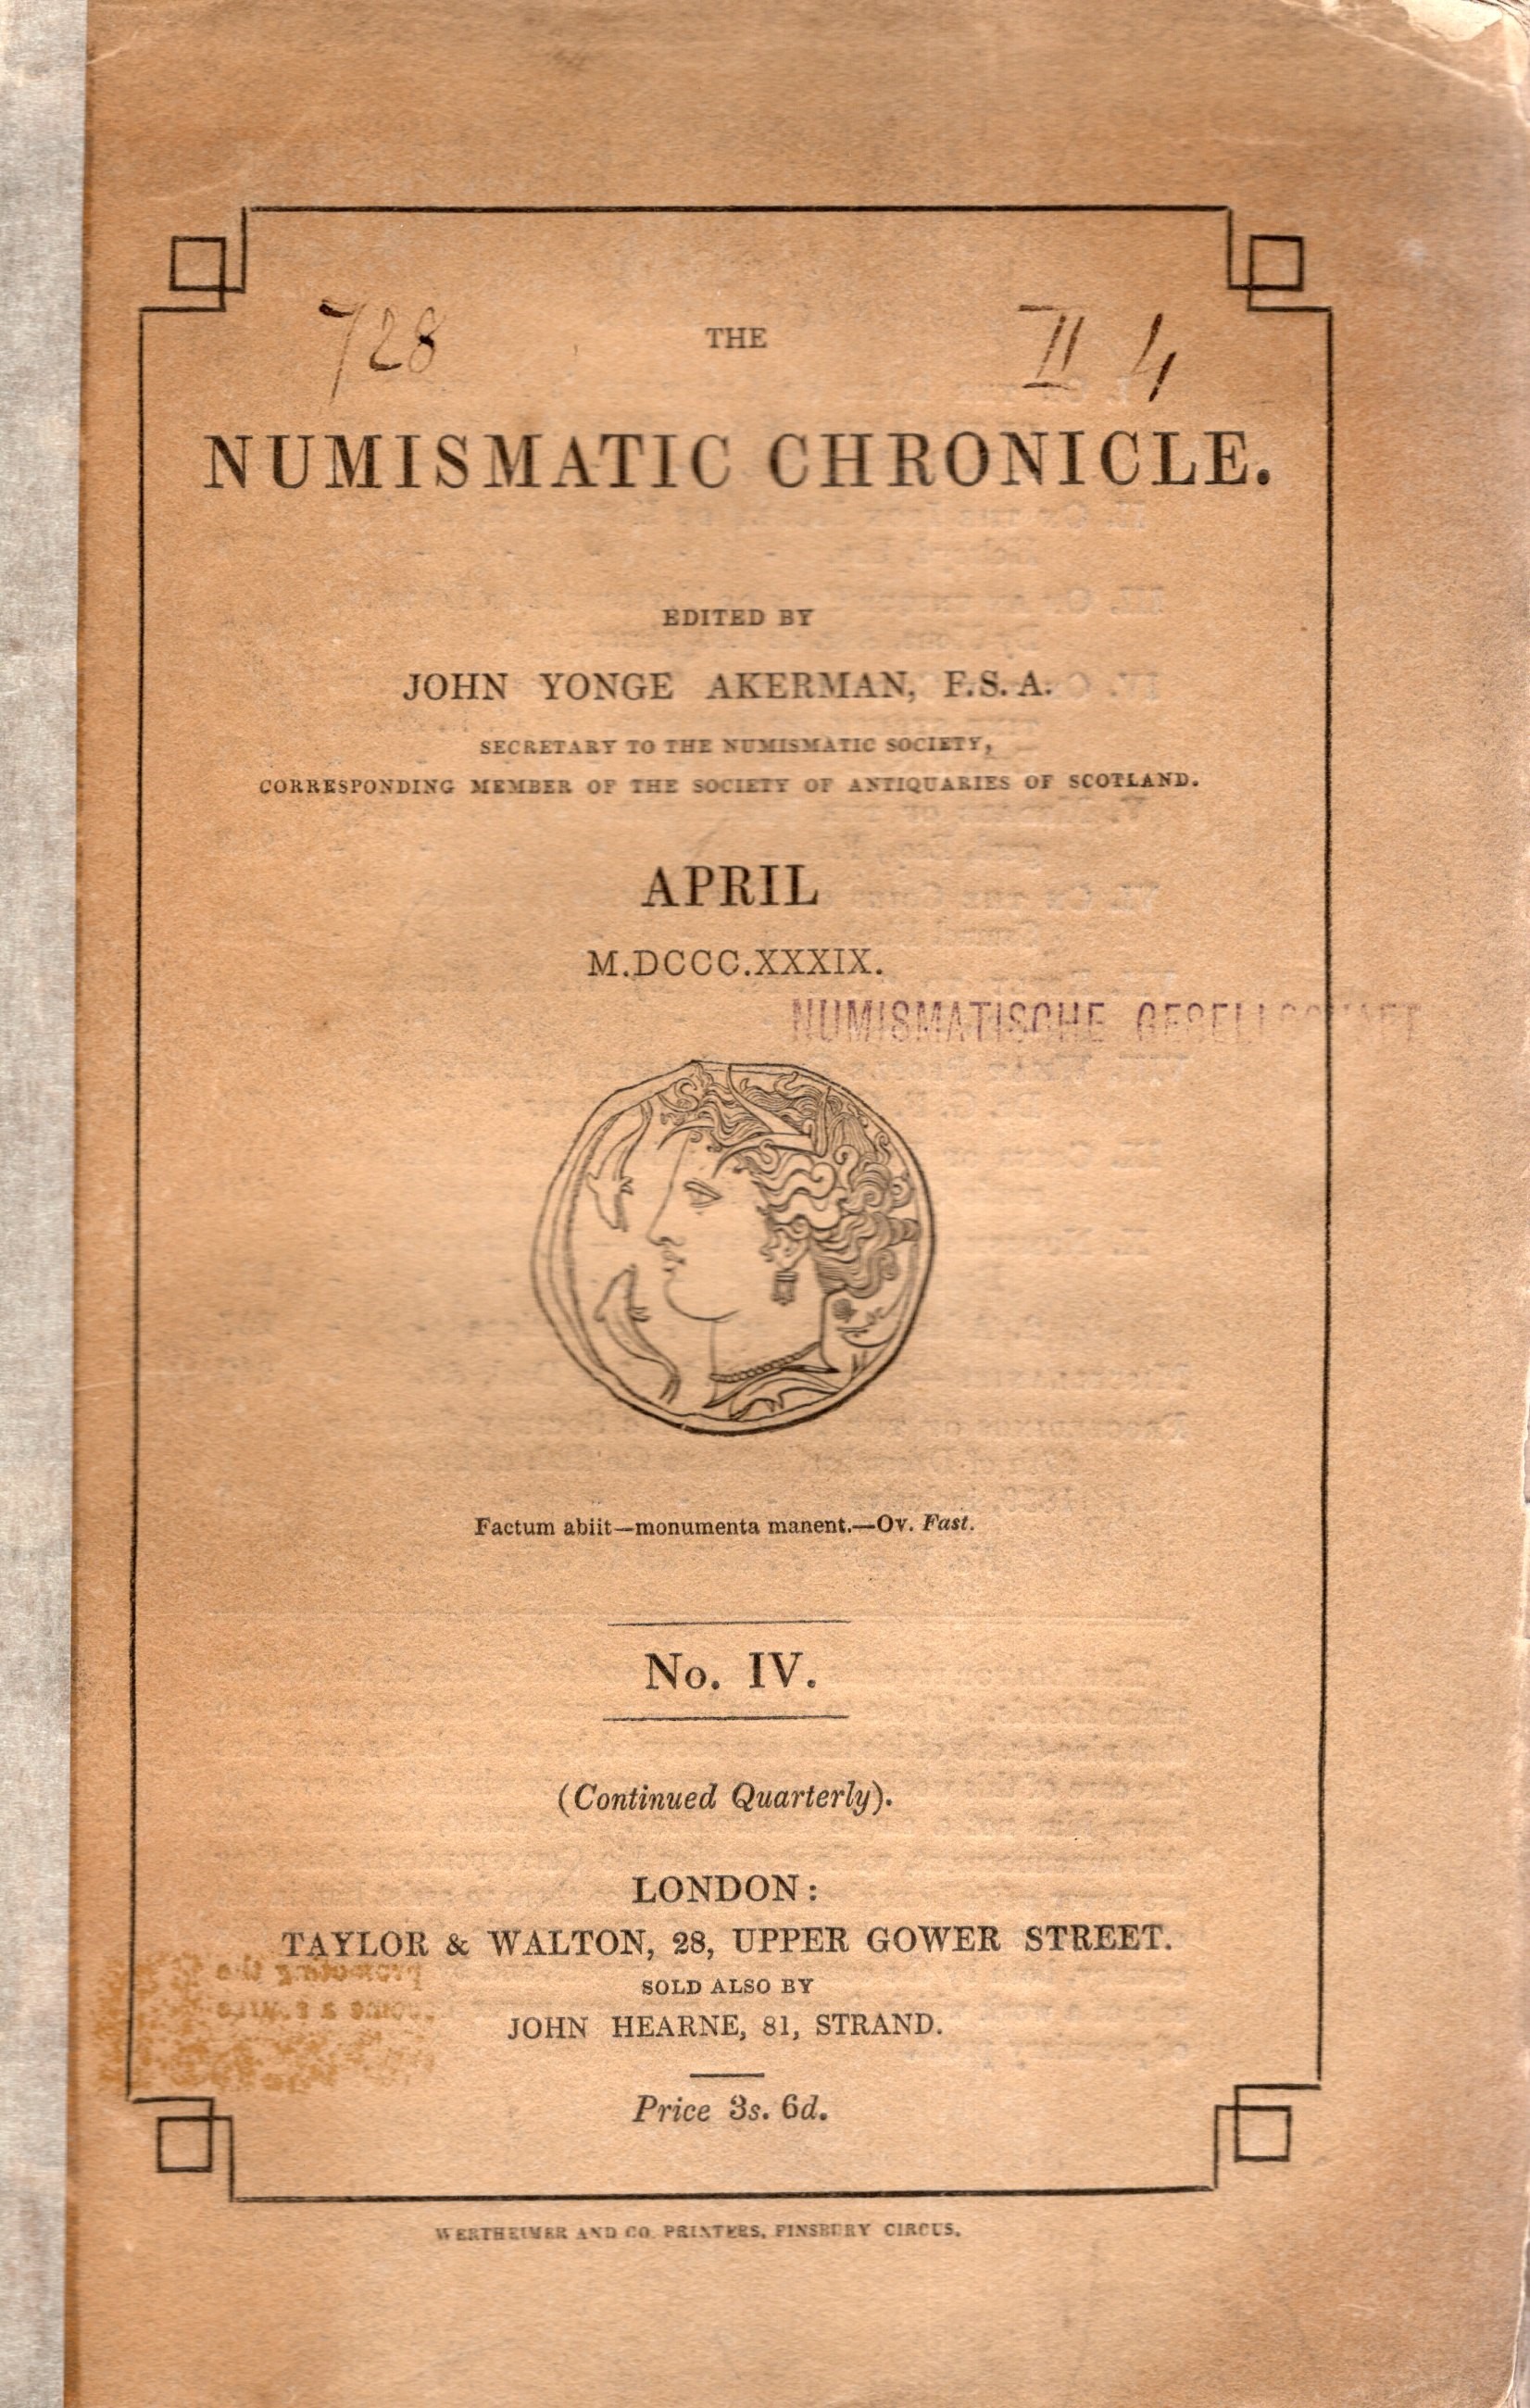 728
THE
II 4
NUMISMATIC CHRONICLE.
EDITED BY
JOHN YONGE AKERMAN, F.S.A.
SECRETARY TO THE NUMISMATIC SOCIETY,
CORRESPONDING MEMBER OF THE SOCIETY OF ANTIQUARIES OF SCOTLAND.
APRIL
M.DCCC.XXXIX.
NUMISMATISCHE GESELLSCHAFT
Factum abiit—monumenta manent.—Ov. Fast.
No. IV.
(Continued Quarterly).
LONDON:
TAYLOR & WALTON, 28, UPPER GOWER STREET.
SOLD ALSO BY
JOHN HEARNE, 81, STRAND.
Price 3s. 6d.
WERTHEIMER AND CO. PRINTERS, FINSBURY CIRCUS.